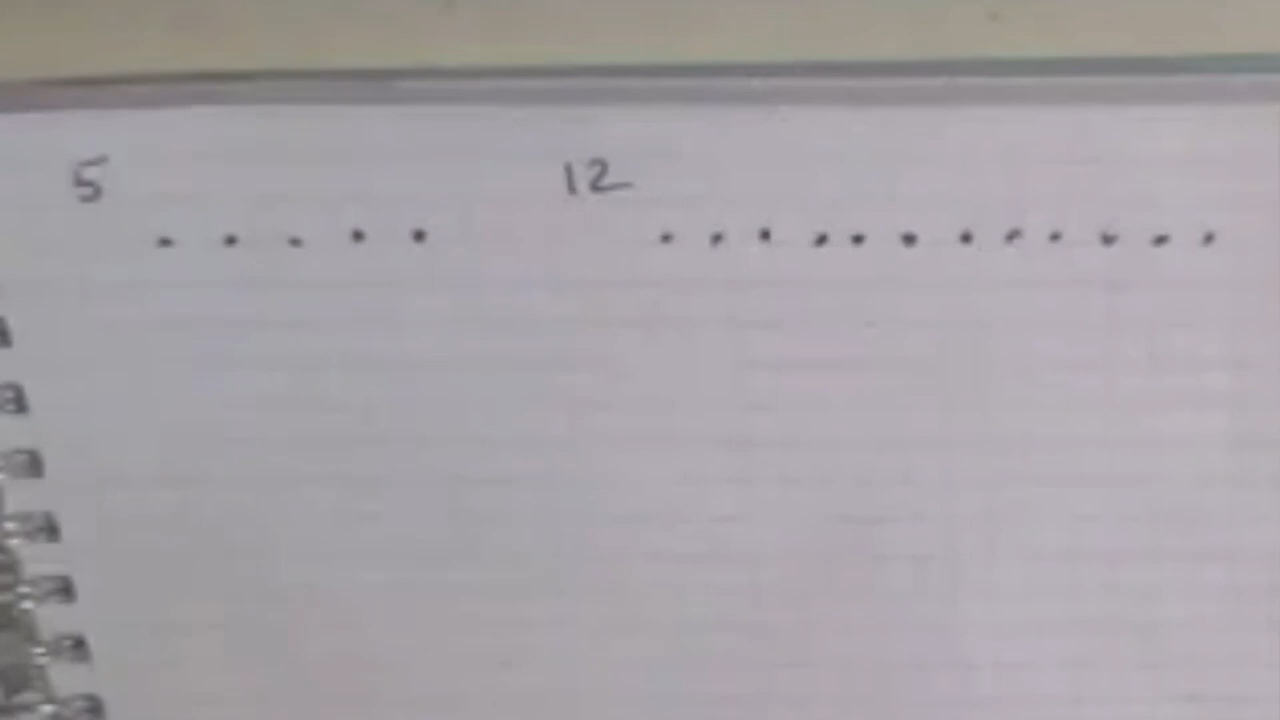 5 12
. . . . . . . . . . . . . . . . .